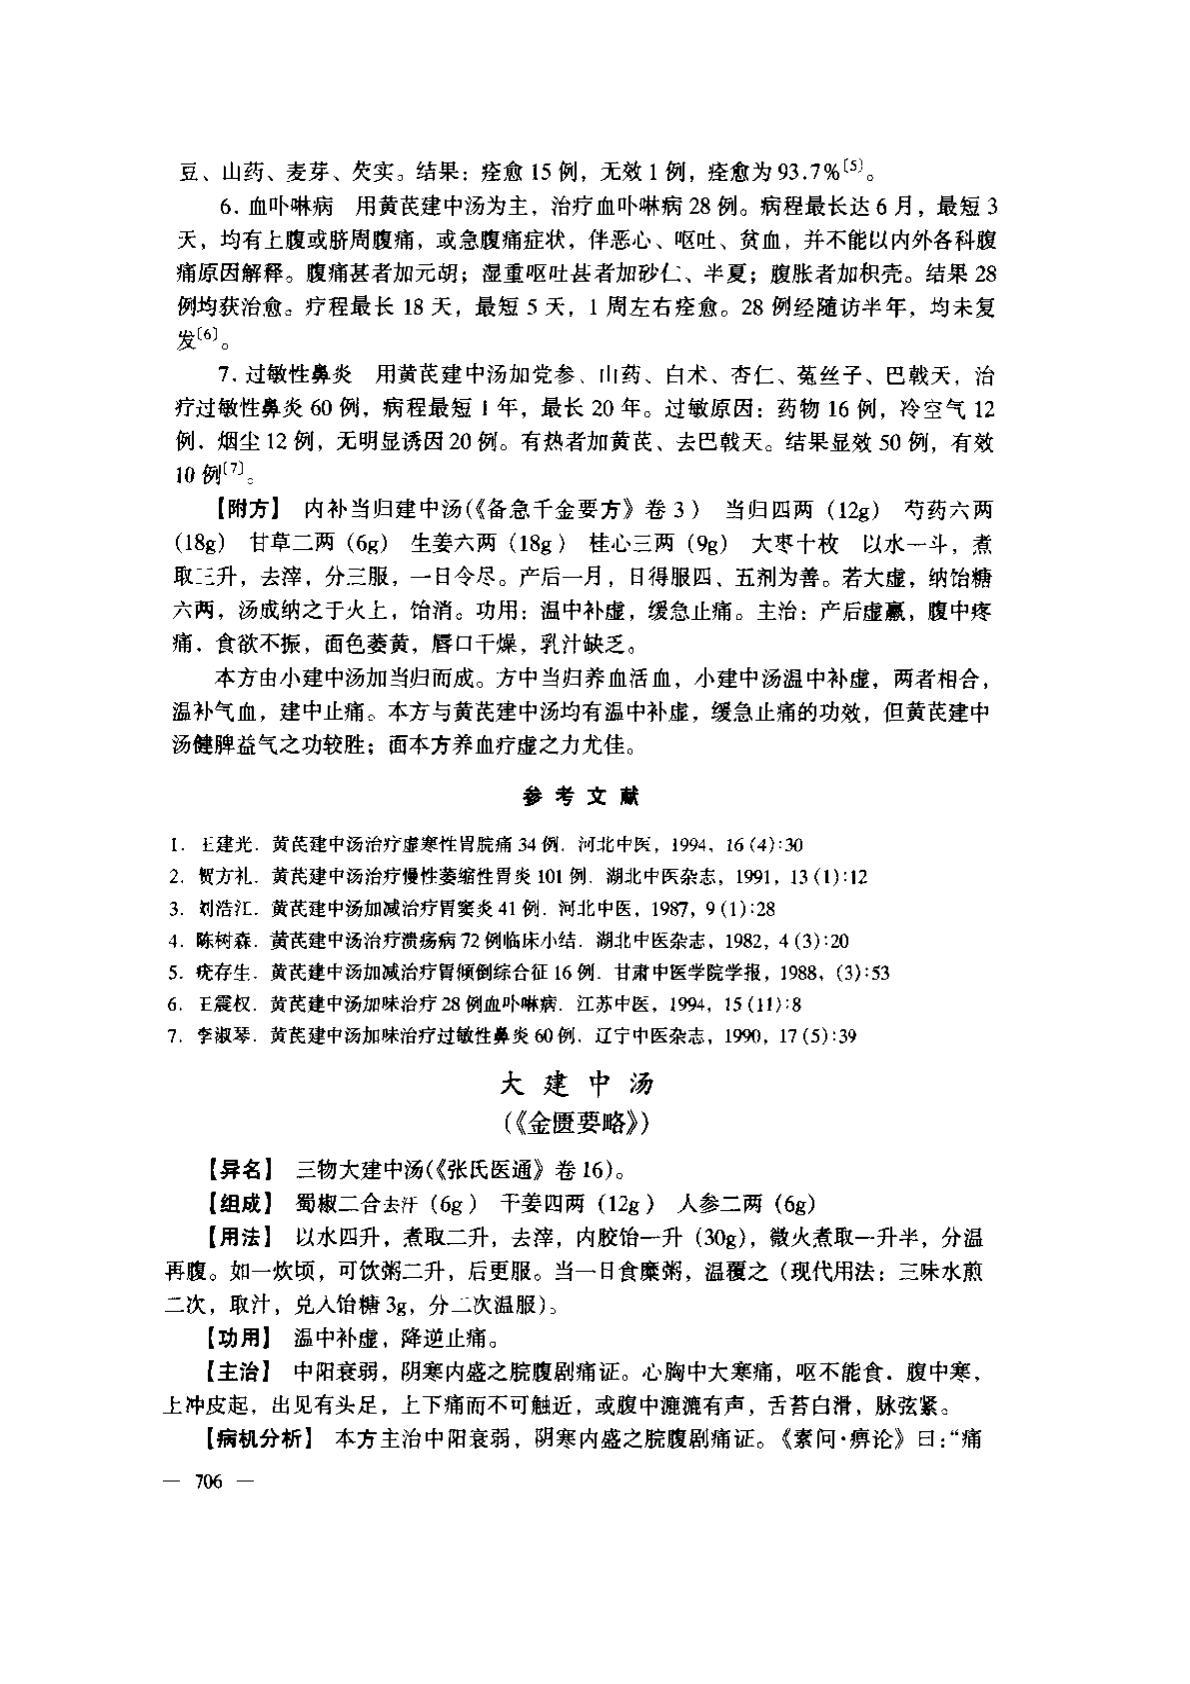 豆、山药、麦芽、芡实。结果：痊愈 15 例，无效 1 例，痊愈为 93.7%〔5〕。
6. 血卟啉病　用黄芪建中汤为主，治疗血卟啉病 28 例。病程最长达 6 月，最短 3
天，均有上腹或脐周腹痛，或急腹痛症状，伴恶心、呕吐、贫血，并不能以内外各科腹
痛原因解释。腹痛甚者加元胡；湿重呕吐甚者加砂仁、半夏；腹胀者加枳壳。结果 28
例均获治愈。疗程最长 18 天，最短 5 天，1 周左右痊愈。28 例经随访半年，均未复
发〔6〕。
7. 过敏性鼻炎　用黄芪建中汤加党参、山药、白术、杏仁、菟丝子、巴戟天，治
疗过敏性鼻炎 60 例，病程最短 1 年，最长 20 年。过敏原因：药物 16 例，冷空气 12
例，烟尘 12 例，无明显诱因 20 例。有热者加黄芪、去巴戟天。结果显效 50 例，有效
10 例〔7〕。
【附方】　内补当归建中汤(《备急千金要方》卷 3）　当归四两（12g）　芍药六两
(18g)　甘草二两（6g）　生姜六两（18g）　桂心三两（9g）　大枣十枚　以水一斗，煮
取三升，去滓，分三服，一日令尽。产后一月，日得服四、五剂为善。若大虚，纳饴糖
六两，汤成纳之于火上，饴消。功用：温中补虚，缓急止痛。主治：产后虚羸，腹中疼
痛，食欲不振，面色萎黄，唇口干燥，乳汁缺乏。
本方由小建中汤加当归而成。方中当归养血活血，小建中汤温中补虚，两者相合，
温补气血，建中止痛。本方与黄芪建中汤均有温中补虚，缓急止痛的功效，但黄芪建中
汤健脾益气之功较胜；而本方养血疗虚之力尤佳。
参 考 文 献
1. 王建光. 黄芪建中汤治疗虚寒性胃脘痛 34 例. 河北中医，1994，16 (4):30
2. 贺方礼. 黄芪建中汤治疗慢性萎缩性胃炎 101 例. 湖北中医杂志，1991，13 (1):12
3. 刘浩江. 黄芪建中汤加减治疗胃窦炎 41 例. 河北中医，1987，9 (1):28
4. 陈树森. 黄芪建中汤治疗溃疡病 72 例临床小结. 湖北中医杂志，1982，4 (3):20
5. 存生. 黄芪建中汤加减治疗胃倾倒综合征 16 例. 甘肃中医学院学报，1988，(3):53
6. 王震权. 黄芪建中汤加味治疗 28 例血卟啉病. 江苏中医，1994，15 (11):8
7. 李淑琴. 黄芪建中汤加味治疗过敏性鼻炎 60 例. 辽宁中医杂志，1990，17 (5):39
大 建 中 汤
(《金匮要略》)
【异名】　三物大建中汤(《张氏医通》卷 16)。
【组成】　蜀椒二合去汗（6g）　干姜四两（12g）　人参二两（6g)
【用法】　以水四升，煮取二升，去滓，内胶饴一升（30g)，微火煮取一升半，分温
再腹。如一炊顷，可饮粥二升，后更服。当一日食糜粥，温覆之（现代用法：三味水煎
二次，取汁，兑入饴糖 3g，分二次温服）。
【功用】　温中补虚，降逆止痛。
【主治】　中阳衰弱，阴寒内盛之脘腹剧痛证。心胸中大寒痛，呕不能食，腹中寒，
上冲皮起，出见有头足，上下痛而不可触近，或腹中漉漉有声，舌苔白滑，脉弦紧。
【病机分析】　本方主治中阳衰弱，阴寒内盛之脘腹剧痛证。《素问·痹论》曰：“痛
— 706 —